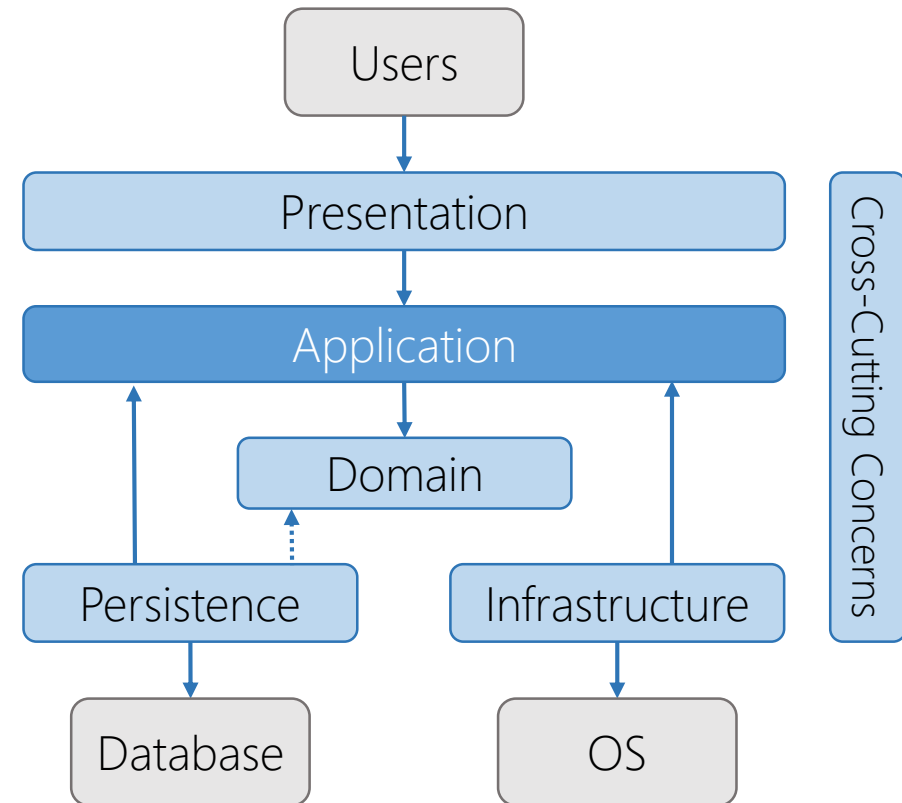 Users
Presentation
Application
Domain
Persistence
Infrastructure
Database
OS
Cross-Cutting Concerns